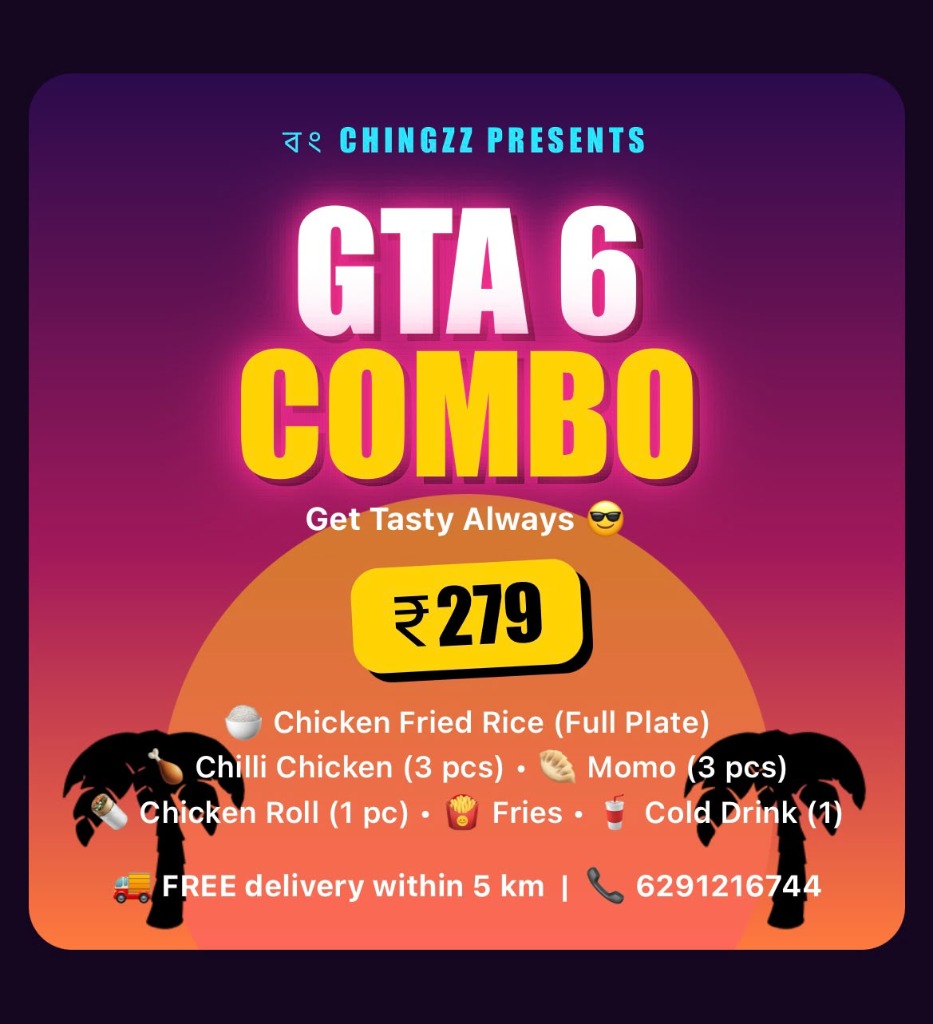 বং CHINGZZ PRESENTS
GTA 6
COMBO
Get Tasty Always 😎
₹279
🍚 Chicken Fried Rice (Full Plate)
🍗 Chilli Chicken (3 pcs) • 🥟 Momo (3 pcs)
🌯 Chicken Roll (1 pc) • 🍟 Fries • 🥤 Cold Drink (1)
🚚 FREE delivery within 5 km | 📞 6291216744